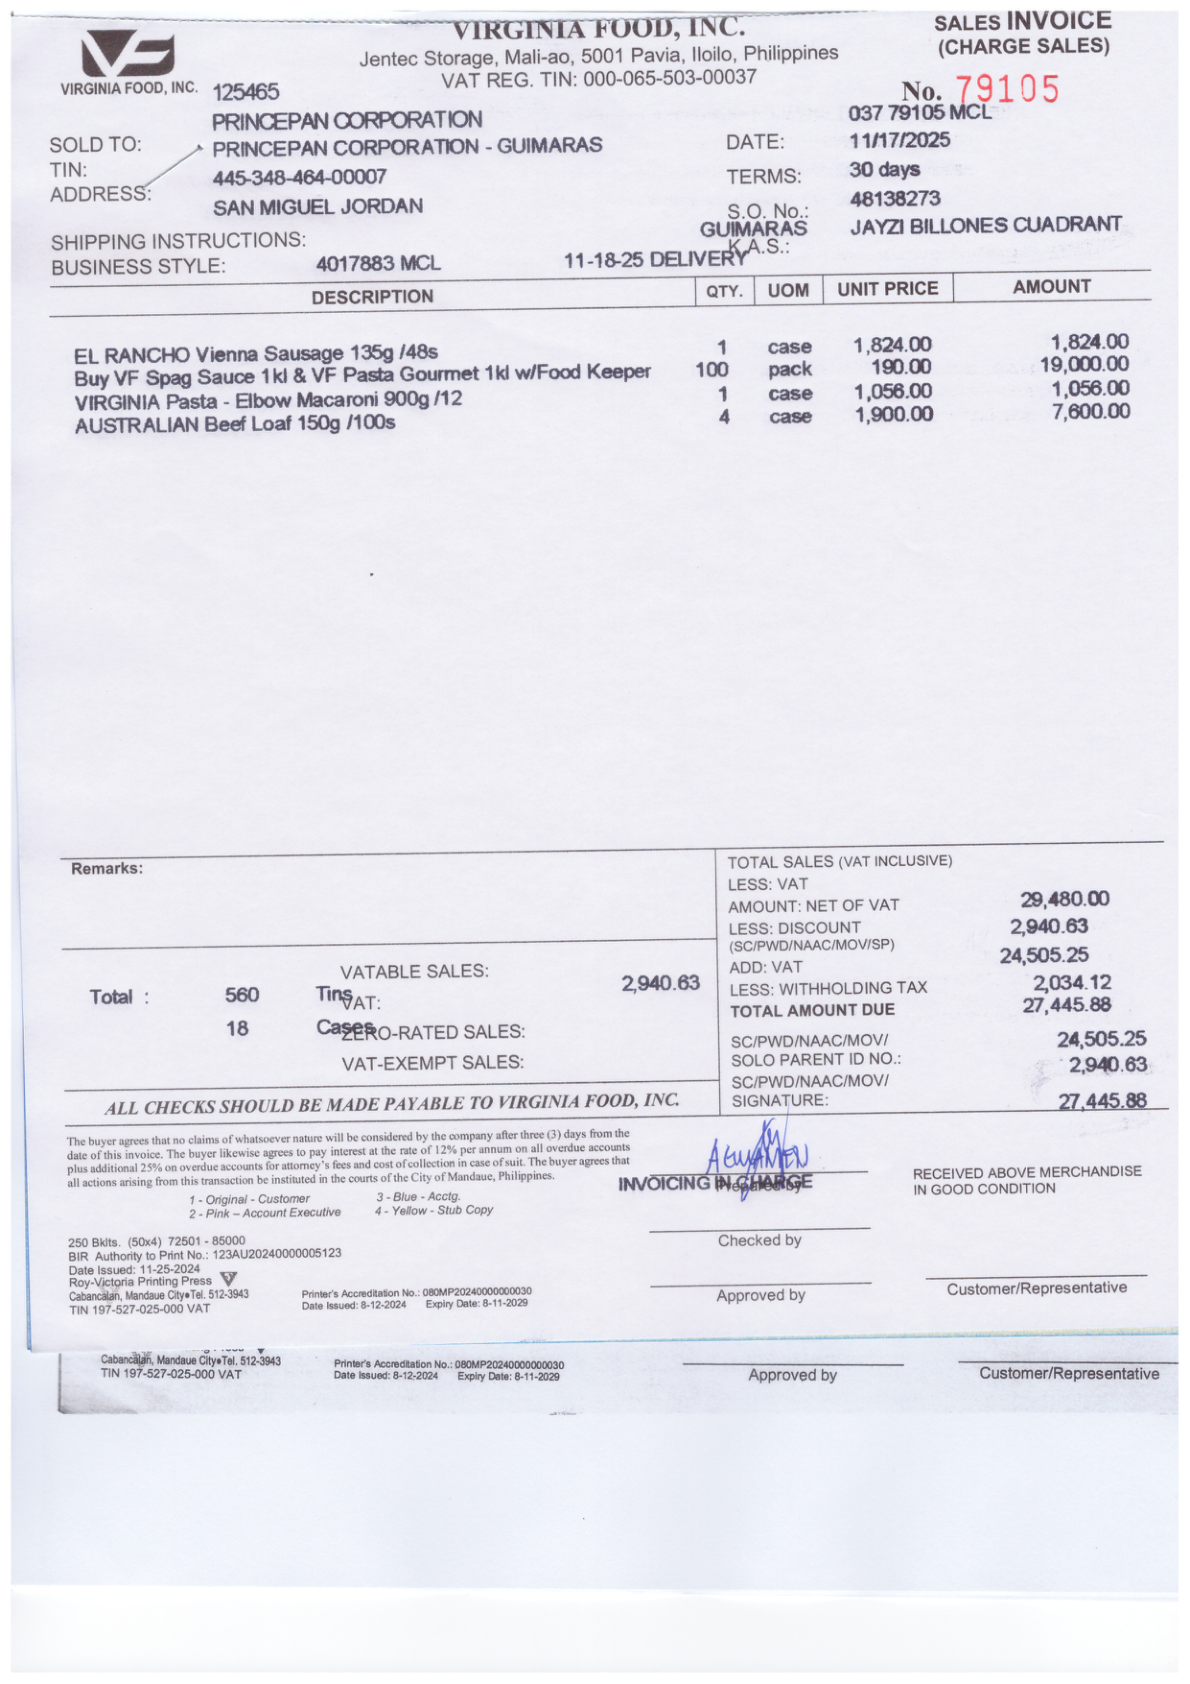 VIRGINIA FOOD, INC.
Jentec Storage, Mali-ao, 5001 Pavia, Iloilo, Philippines
VAT REG. TIN: 000-065-503-00037
SALES INVOICE
(CHARGE SALES)
VF
VIRGINIA FOOD, INC.
No. 79105
125465
037 79105 MCL
PRINCEPAN CORPORATION
SOLD TO: PRINCEPAN CORPORATION - GUIMARAS
DATE: 11/17/2025
TIN: 445-348-464-00007
TERMS: 30 days
ADDRESS: SAN MIGUEL JORDAN
S.O. No.: 48138273
GUIMARAS
K.A.S.: JAYZI BILLONES CUADRANT
SHIPPING INSTRUCTIONS:
BUSINESS STYLE: 4017883 MCL 11-18-25 DELIVERY
DESCRIPTION QTY. UOM UNIT PRICE AMOUNT
EL RANCHO Vienna Sausage 135g /48s 1 case 1,824.00 1,824.00
Buy VF Spag Sauce 1kl & VF Pasta Gourmet 1kl w/Food Keeper 100 pack 190.00 19,000.00
VIRGINIA Pasta - Elbow Macaroni 900g /12 1 case 1,056.00 1,056.00
AUSTRALIAN Beef Loaf 150g /100s 4 case 1,900.00 7,600.00
Remarks:
TOTAL SALES (VAT INCLUSIVE)
LESS: VAT
AMOUNT: NET OF VAT 29,480.00
LESS: DISCOUNT 2,940.63
(SC/PWD/NAAC/MOV/SP)
24,505.25
ADD: VAT
LESS: WITHHOLDING TAX 2,034.12
TOTAL AMOUNT DUE 27,445.88
SC/PWD/NAAC/MOV/ 24,505.25
SOLO PARENT ID NO.: 2,940.63
SC/PWD/NAAC/MOV/
SIGNATURE: 27,445.88
VATABLE SALES: 2,940.63
Total : 560 Tins
VAT:
18 Cases
ZERO-RATED SALES:
VAT-EXEMPT SALES:
ALL CHECKS SHOULD BE MADE PAYABLE TO VIRGINIA FOOD, INC.
The buyer agrees that no claims of whatsoever nature will be considered by the company after three (3) days from the
date of this invoice. The buyer likewise agrees to pay interest at the rate of 12% per annum on all overdue accounts
plus additional 25% on overdue accounts for attorney's fees and cost of collection in case of suit. The buyer agrees that
all actions arising from this transaction be instituted in the courts of the City of Mandaue, Philippines.
1 - Original - Customer 3 - Blue - Acctg.
2 - Pink – Account Executive 4 - Yellow - Stub Copy
INVOICING IN CHARGE
Prepared by
RECEIVED ABOVE MERCHANDISE
IN GOOD CONDITION
Checked by
250 Bklts. (50x4) 72501 - 85000
BIR Authority to Print No.: 123AU20240000005123
Date Issued: 11-25-2024
Roy-Victoria Printing Press
Cabancalan, Mandaue City•Tel. 512-3943
TIN 197-527-025-000 VAT
Printer's Accreditation No.: 080MP20240000000030
Date Issued: 8-12-2024 Expiry Date: 8-11-2029
Approved by
Customer/Representative
Cabancalan, Mandaue City•Tel. 512-3943
TIN 197-527-025-000 VAT
Printer's Accreditation No.: 080MP20240000000030
Date Issued: 8-12-2024 Expiry Date: 8-11-2029
Approved by
Customer/Representative